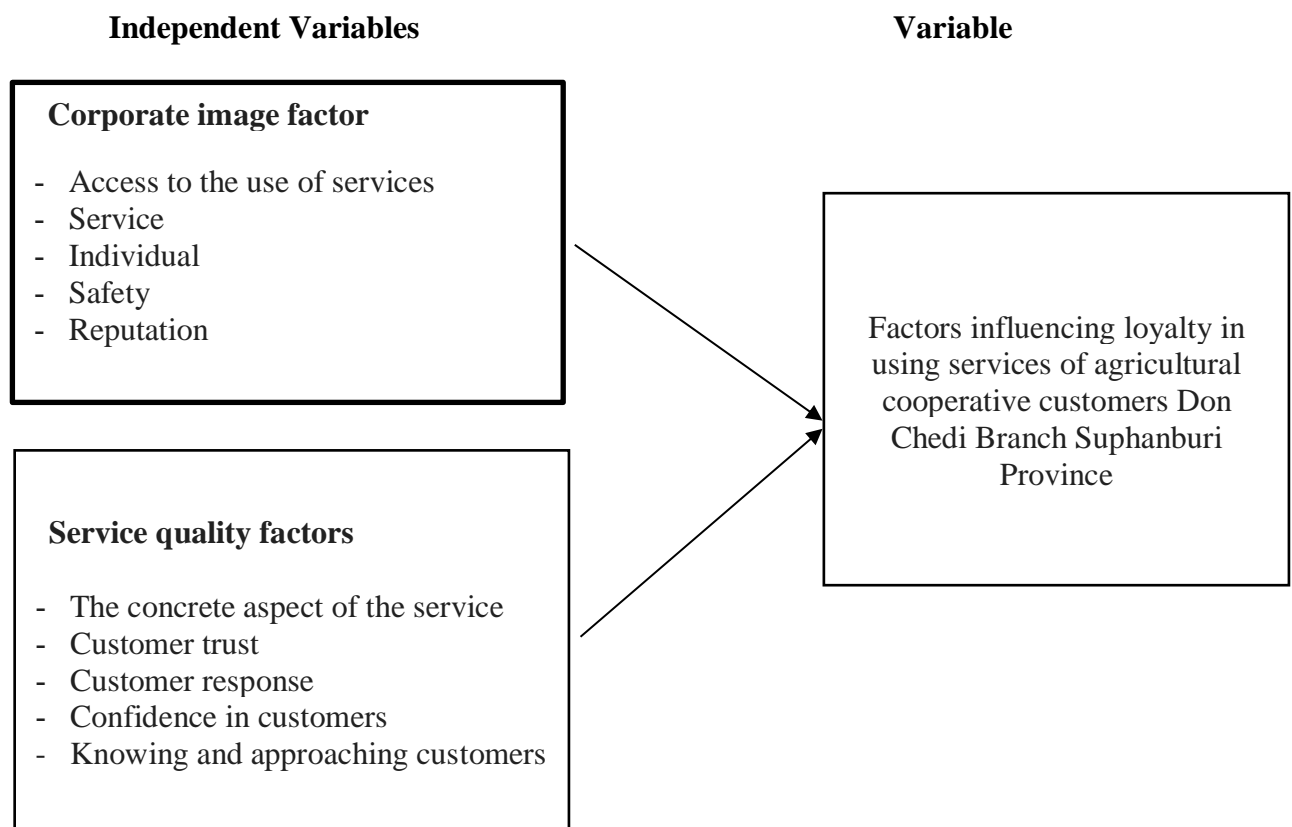 Independent Variables
Variable
Corporate image factor
- Access to the use of services
- Service
- Individual
- Safety
- Reputation
Service quality factors
- The concrete aspect of the service
- Customer trust
- Customer response
- Confidence in customers
- Knowing and approaching customers
Factors influencing loyalty in
using services of agricultural
cooperative customers Don
Chedi Branch Suphanburi
Province